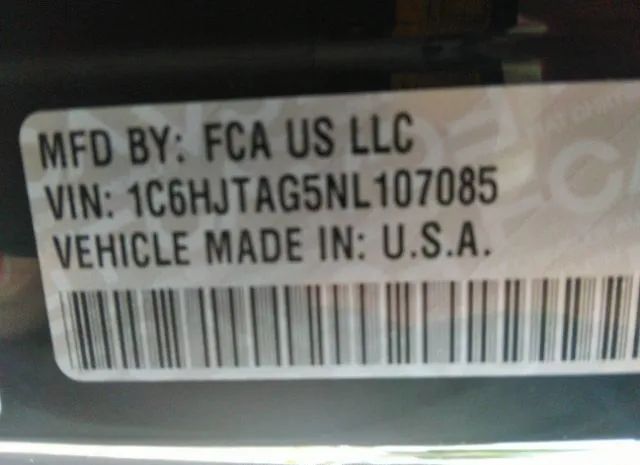 MFD BY: FCA US LLC
VIN: 1C6HJTAG5NL107085
VEHICLE MADE IN: U.S.A.